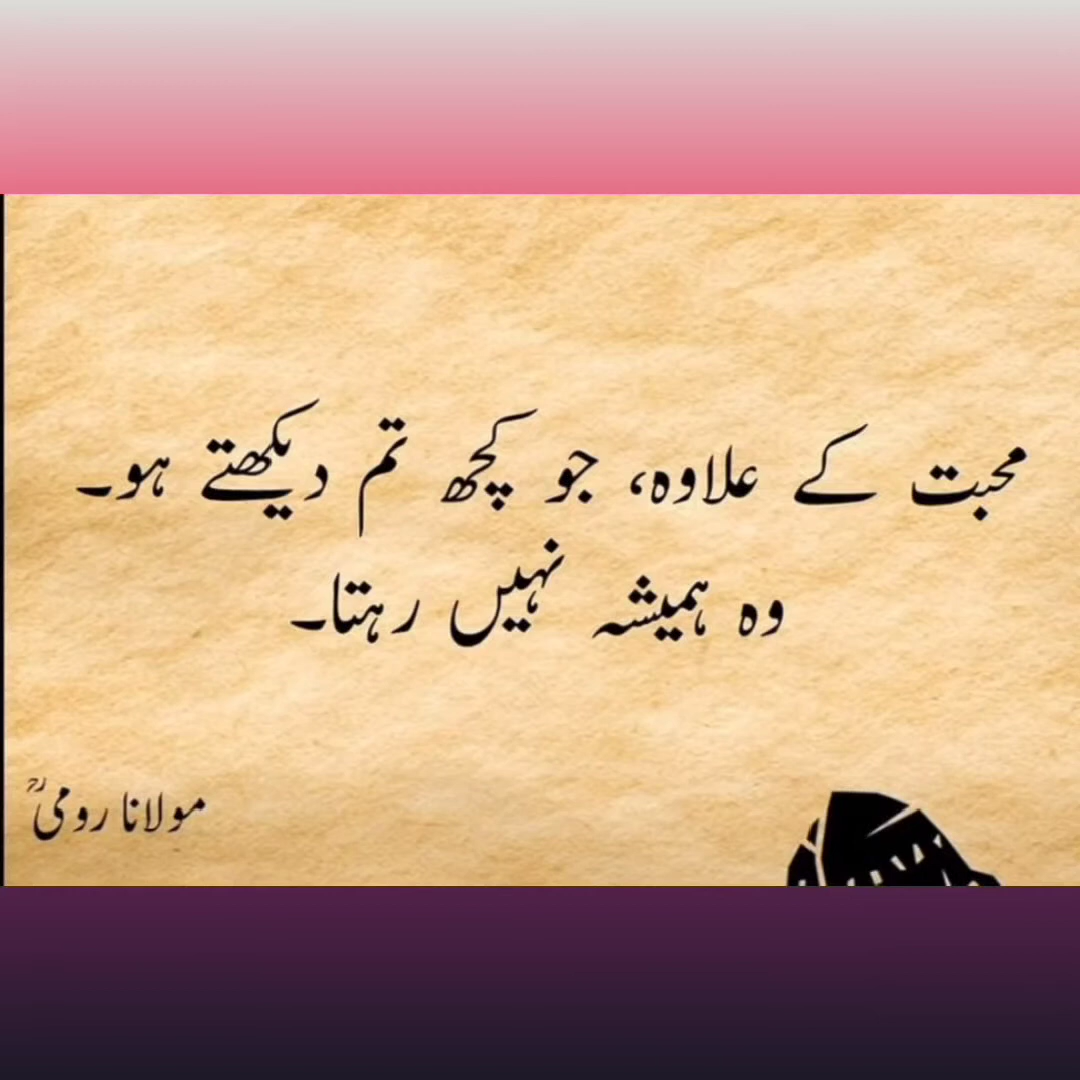 محبت کے علاوہ، جو کچھ تم دیکھتے ہو۔
وہ ہمیشہ نہیں رہتا۔
مولانا رومیؒ